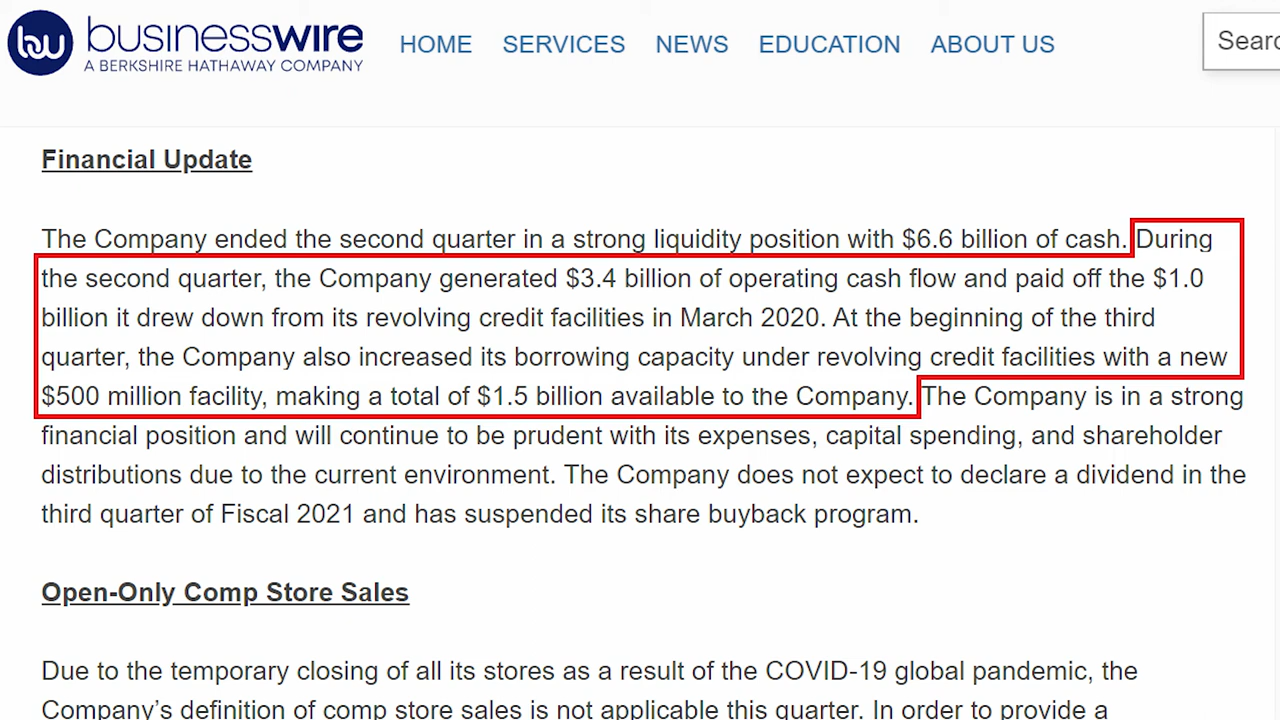 bw businesswire
A BERKSHIRE HATHAWAY COMPANY
HOME SERVICES NEWS EDUCATION ABOUT US
Searc
Financial Update
The Company ended the second quarter in a strong liquidity position with $6.6 billion of cash. During
the second quarter, the Company generated $3.4 billion of operating cash flow and paid off the $1.0
billion it drew down from its revolving credit facilities in March 2020. At the beginning of the third
quarter, the Company also increased its borrowing capacity under revolving credit facilities with a new
$500 million facility, making a total of $1.5 billion available to the Company. The Company is in a strong
financial position and will continue to be prudent with its expenses, capital spending, and shareholder
distributions due to the current environment. The Company does not expect to declare a dividend in the
third quarter of Fiscal 2021 and has suspended its share buyback program.
Open-Only Comp Store Sales
Due to the temporary closing of all its stores as a result of the COVID-19 global pandemic, the
Company's definition of comp store sales is not applicable this quarter. In order to provide a